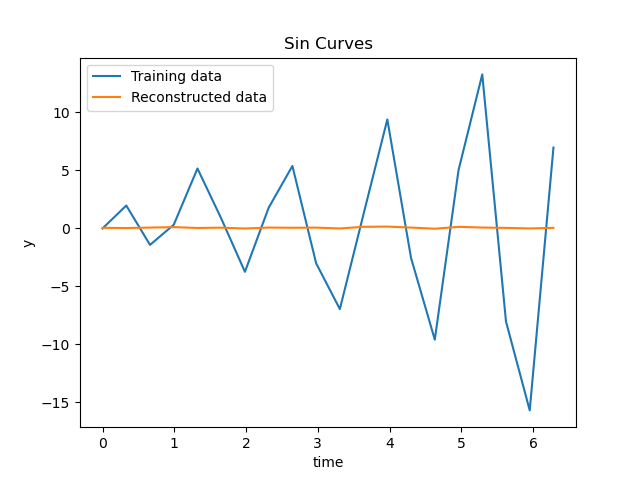 Sin Curves
Training data
Reconstructed data
10
5
0
−5
−10
−15
y
0 1 2 3 4 5 6
time